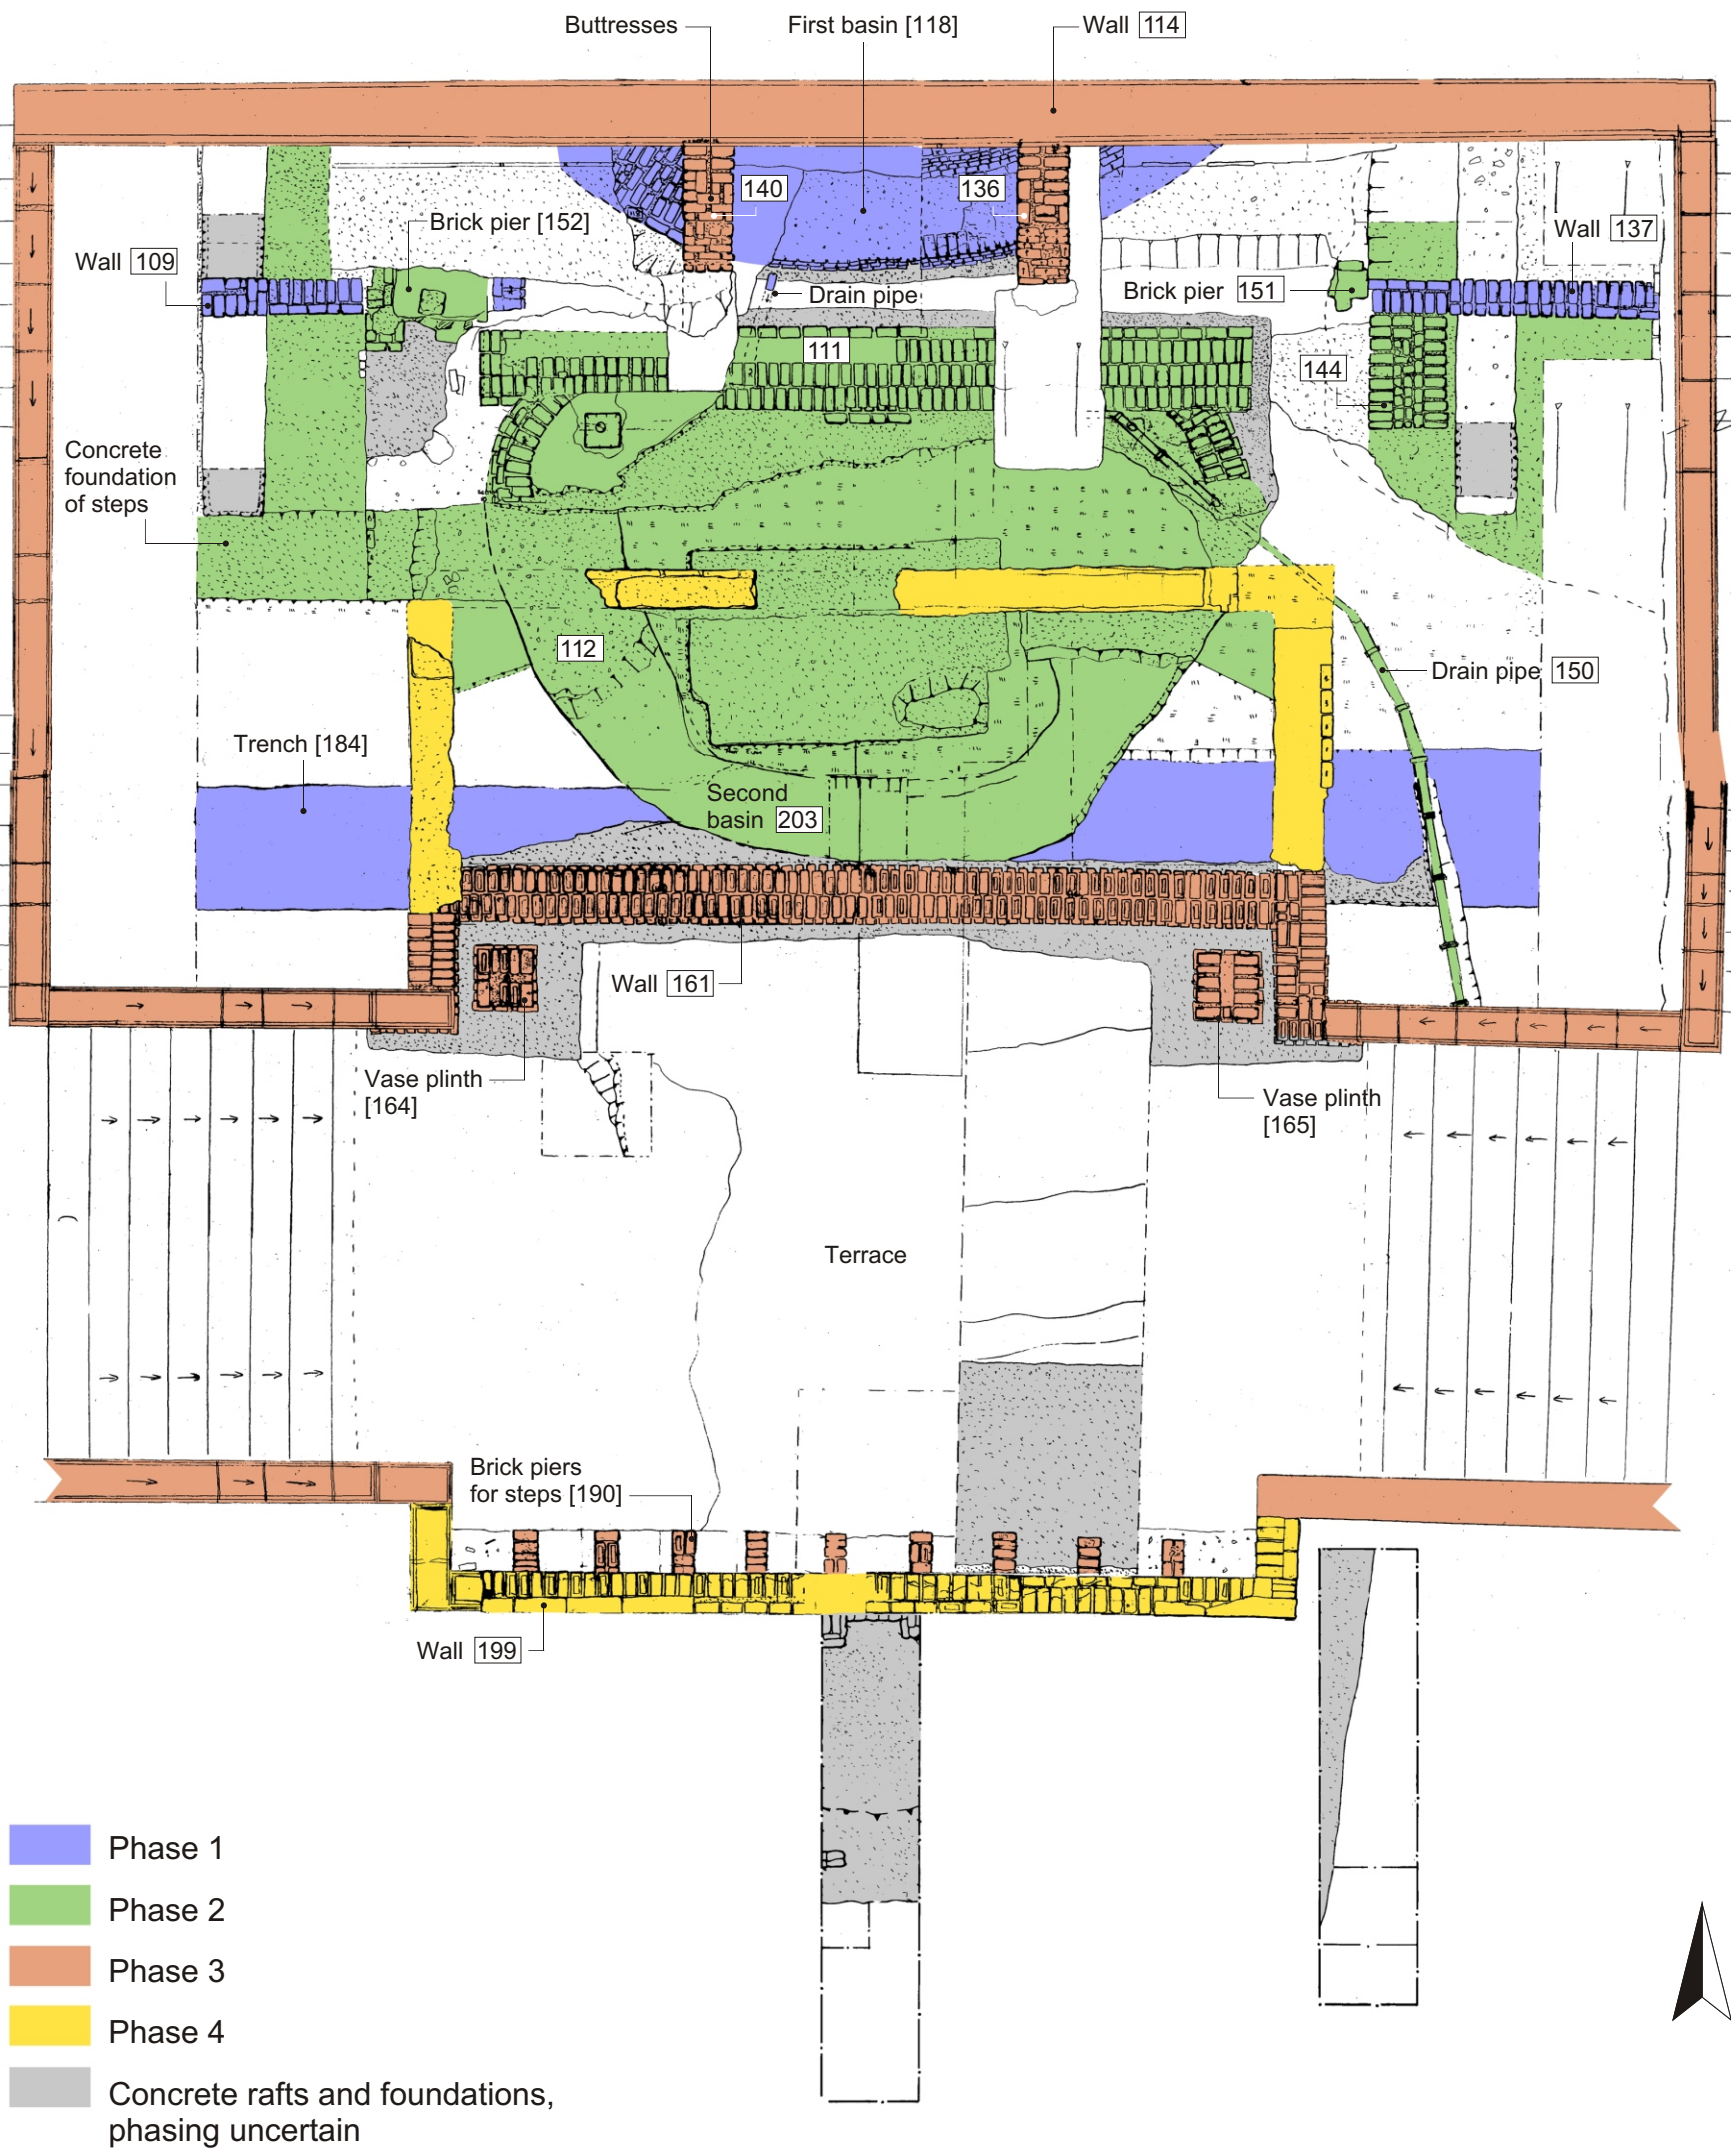 Buttresses
First basin [118]
Wall 114
140
136
Brick pier [152]
Wall 137
Wall 109
Drain pipe
Brick pier 151
111
144
Concrete
foundation
of steps
112
Drain pipe 150
Trench [184]
Second
basin 203
Wall 161
Vase plinth
[164]
Vase plinth
[165]
Terrace
Brick piers
for steps [190]
Wall 199
Phase 1
Phase 2
Phase 3
Phase 4
Concrete rafts and foundations,
phasing uncertain